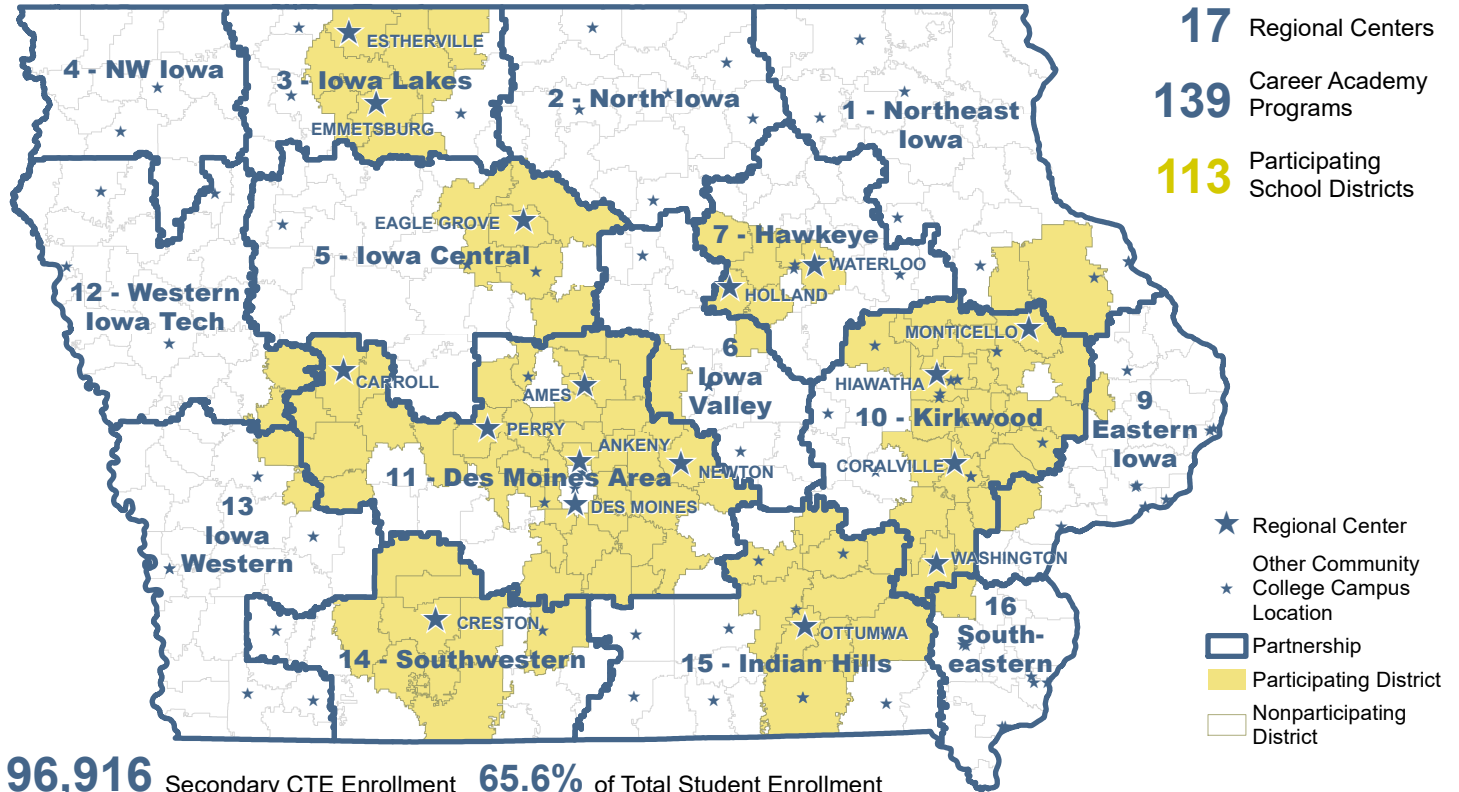 17 Regional Centers
139 Career Academy
Programs
113 Participating
School Districts
ESTHERVILLE
4 - NW Iowa
3 - Iowa Lakes
2 - North Iowa
1 - Northeast
Iowa
EMMETSBURG
EAGLE GROVE
5 - Iowa Central
7 - Hawkeye
WATERLOO
HOLLAND
12 - Western
Iowa Tech
MONTICELLO
6
Iowa
Valley
CARROLL
AMES
HIAWATHA
10 - Kirkwood
9
Eastern
Iowa
PERRY
ANKENY
NEWTON
CORALVILLE
11 - Des Moines Area
DES MOINES
13
Iowa
Western
WASHINGTON
CRESTON
14 - Southwestern
OTTUMWA
15 - Indian Hills
16
South-
eastern
Regional Center
Other Community
College Campus
Location
Partnership
Participating District
Nonparticipating
District
96,916 Secondary CTE Enrollment 65.6% of Total Student Enrollment